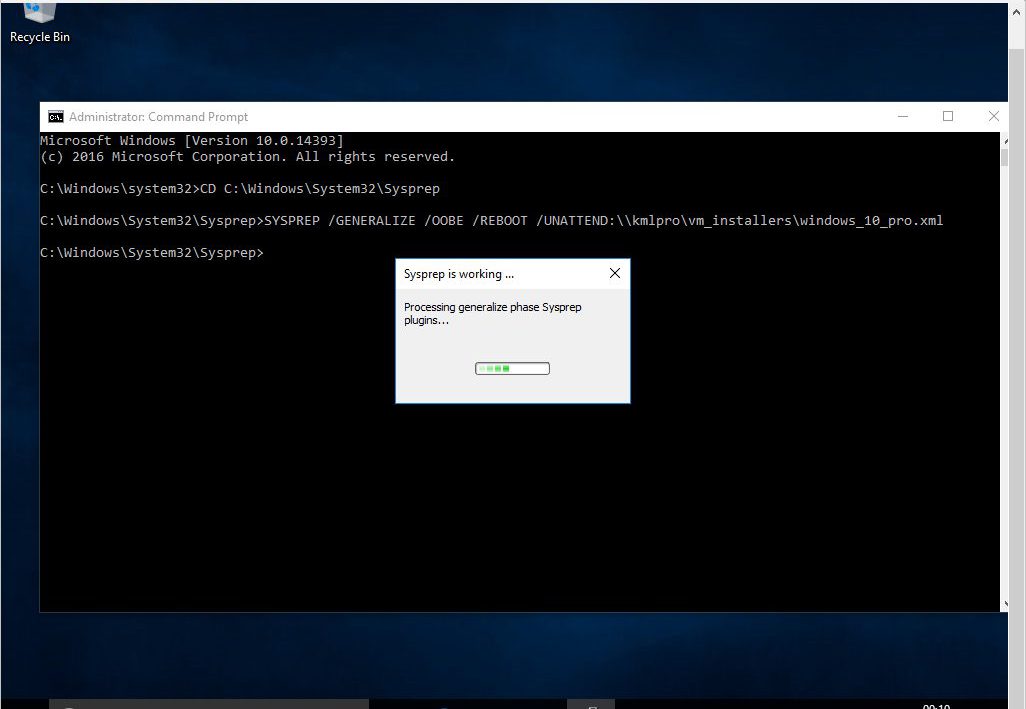 Recycle Bin
Administrator: Command Prompt
Microsoft Windows [Version 10.0.14393]
(c) 2016 Microsoft Corporation. All rights reserved.
C:\Windows\system32>CD C:\Windows\System32\Sysprep
C:\Windows\System32\Sysprep>SYSPREP /GENERALIZE /OOBE /REBOOT /UNATTEND:\\kmlpro\vm_installers\windows_10_pro.xml
C:\Windows\System32\Sysprep>
Sysprep is working ...
Processing generalize phase Sysprep
plugins...